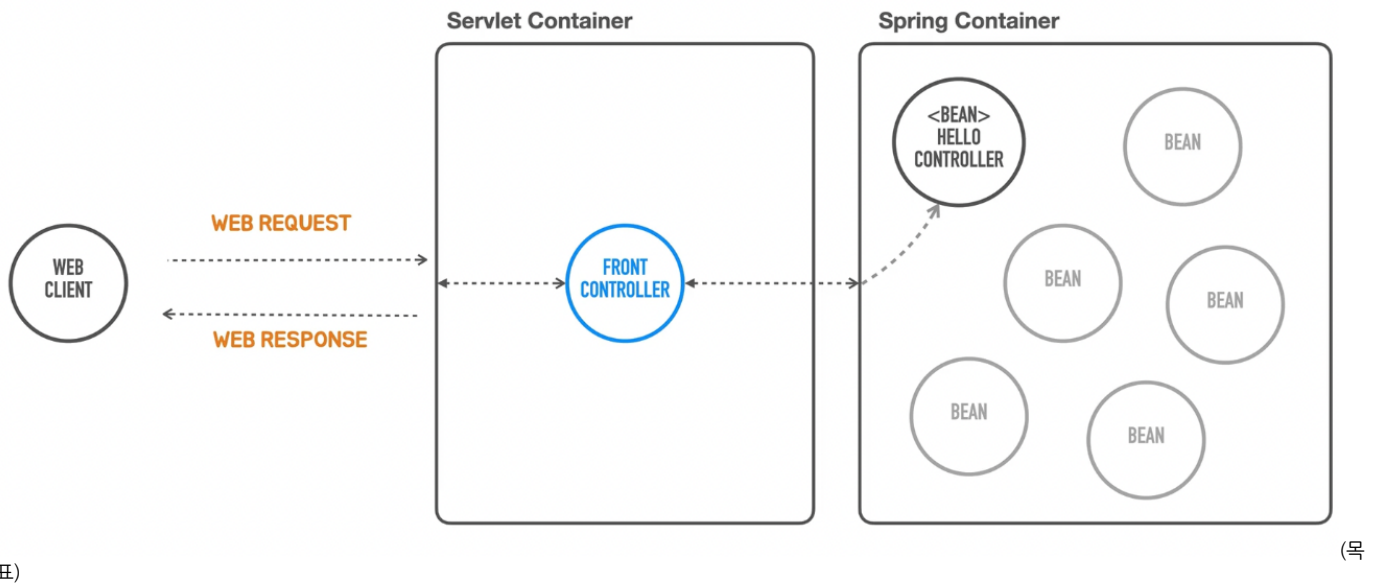 Servlet Container
Spring Container
<BEAN>
HELLO
CONTROLLER
BEAN
WEB REQUEST
WEB
CLIENT
FRONT
CONTROLLER
BEAN
BEAN
WEB RESPONSE
BEAN
BEAN
(목
표)